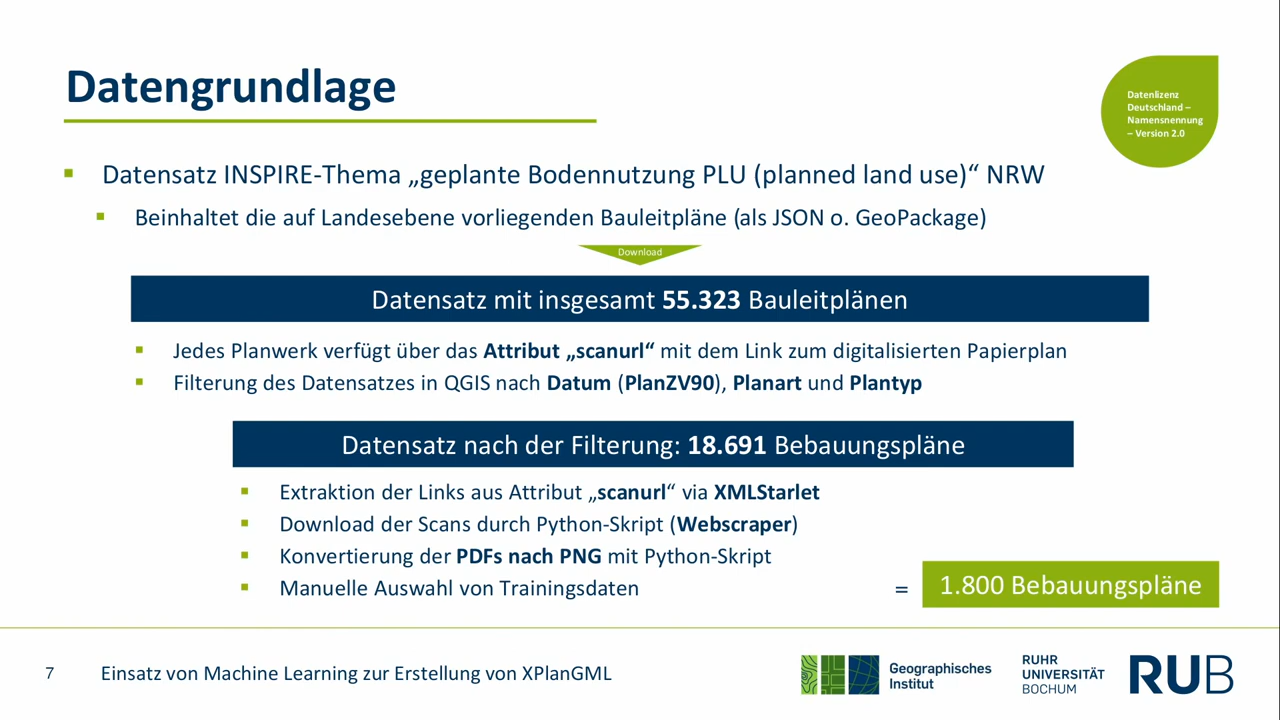 Datengrundlage
Datenlizenz
Deutschland –
Namensnennung
– Version 2.0
Datensatz INSPIRE-Thema „geplante Bodennutzung PLU (planned land use)“ NRW
Beinhaltet die auf Landesebene vorliegenden Bauleitpläne (als JSON o. GeoPackage)
Download
Datensatz mit insgesamt 55.323 Bauleitplänen
Jedes Planwerk verfügt über das Attribut „scanurl“ mit dem Link zum digitalisierten Papierplan
Filterung des Datensatzes in QGIS nach Datum (PlanZV90), Planart und Plantyp
Datensatz nach der Filterung: 18.691 Bebauungspläne
Extraktion der Links aus Attribut „scanurl“ via XMLStarlet
Download der Scans durch Python-Skript (Webscraper)
Konvertierung der PDFs nach PNG mit Python-Skript
Manuelle Auswahl von Trainingsdaten
= 1.800 Bebauungspläne
7 Einsatz von Machine Learning zur Erstellung von XPlanGML
Geographisches
Institut
RUHR
UNIVERSITÄT
BOCHUM
RUB